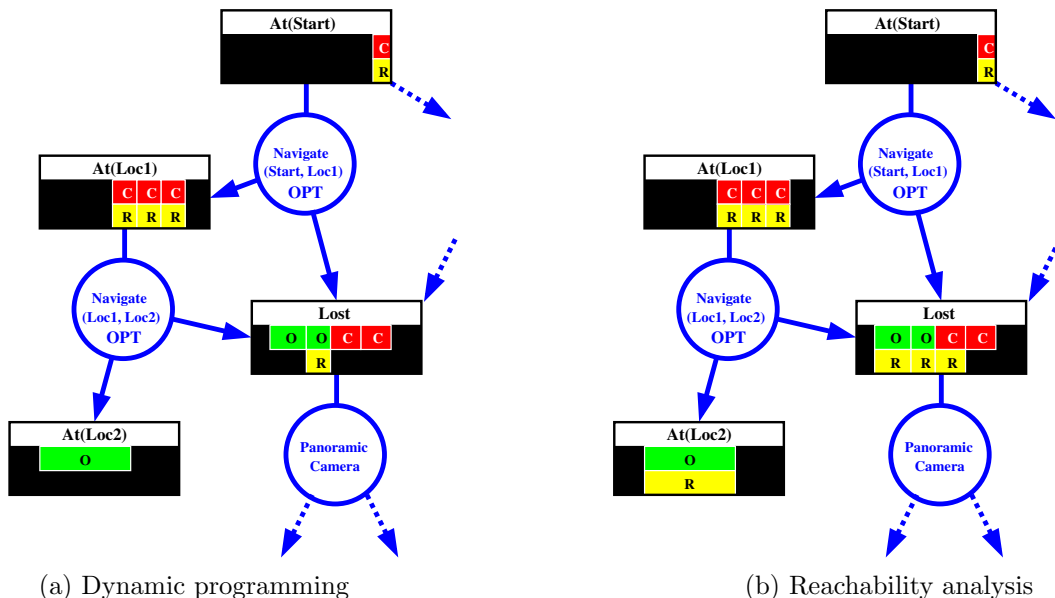 At(Start)
C
R
Navigate
(Start, Loc1)
OPT
At(Loc1)
C C C
R R R
Navigate
(Loc1, Loc2)
OPT
Lost
O O C C
R
At(Loc2)
O
Panoramic
Camera
(a) Dynamic programming
At(Start)
C
R
Navigate
(Start, Loc1)
OPT
At(Loc1)
C C C
R R R
Navigate
(Loc1, Loc2)
OPT
Lost
O O C C
R R R
At(Loc2)
O
R
Panoramic
Camera
(b) Reachability analysis